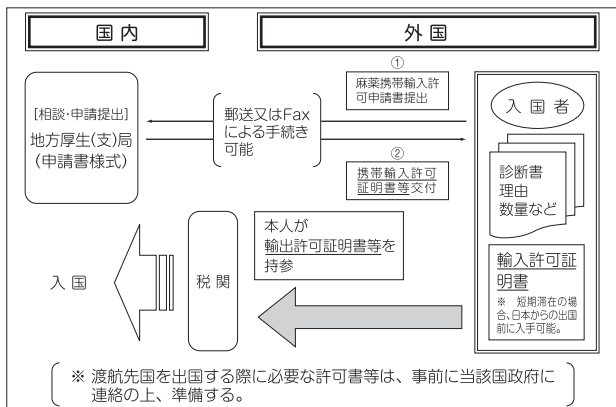 国内
外国
①
麻薬携帯輸入許
可申請書提出
[相談・申請提出]
地方厚生(支)局
(申請書様式)
郵送又はFax
による手続き
可能
②
携帯輸入許可
証明書等交付
入国者
診断書
理由
数量など
入国
税関
本人が
輸出許可証明書等を
持参
輸入許可証
明書
※ 短期滞在の場
合、日本からの出国
前に入手可能。
※ 渡航先国を出国する際に必要な許可書等は、事前に当該国政府に
連絡の上、準備する。